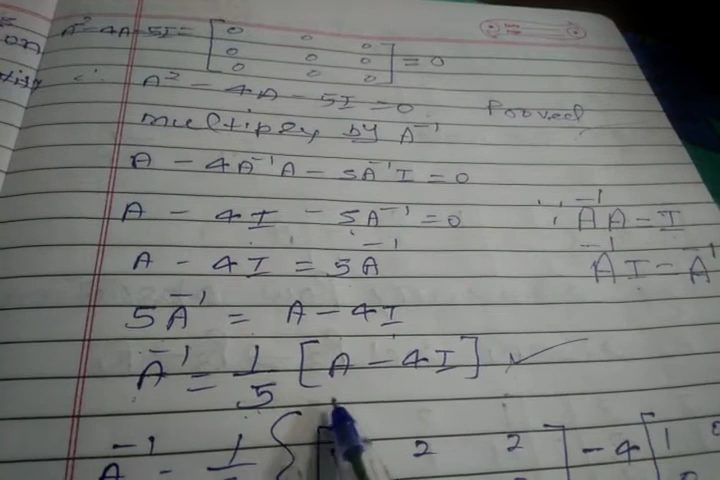 A² - 4A - 5I = [0 0 0
0 0 0
0 0 0] = 0
∴ A² - 4A - 5I = 0 Prooved
multiply by A⁻¹
A - 4A⁻¹A - 5A⁻¹I = 0
A - 4I - 5A⁻¹ = 0 ∵ A⁻¹A - I
A - 4I = 5A⁻¹ A⁻¹I - A⁻¹
5A⁻¹ = A - 4I
A⁻¹ = 1/5 [A - 4I] ✓
A⁻¹ - 1 { [ 2 2 ] - 4 [ 1 0